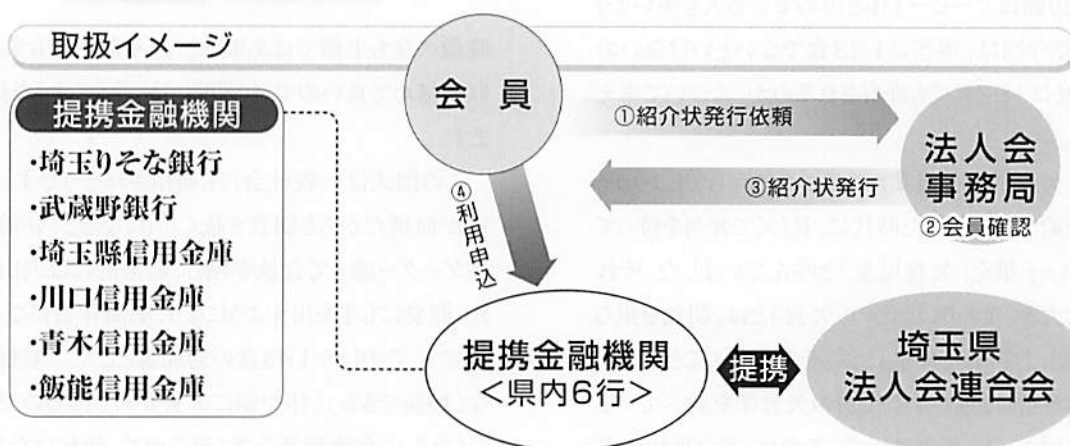 取扱イメージ
提携金融機関
・埼玉りそな銀行
・武蔵野銀行
・埼玉縣信用金庫
・川口信用金庫
・青木信用金庫
・飯能信用金庫
会員
①紹介状発行依頼
法人会
事務局
②会員確認
③紹介状発行
④利用申込
提携金融機関
＜県内6行＞
提携
埼玉県
法人会連合会